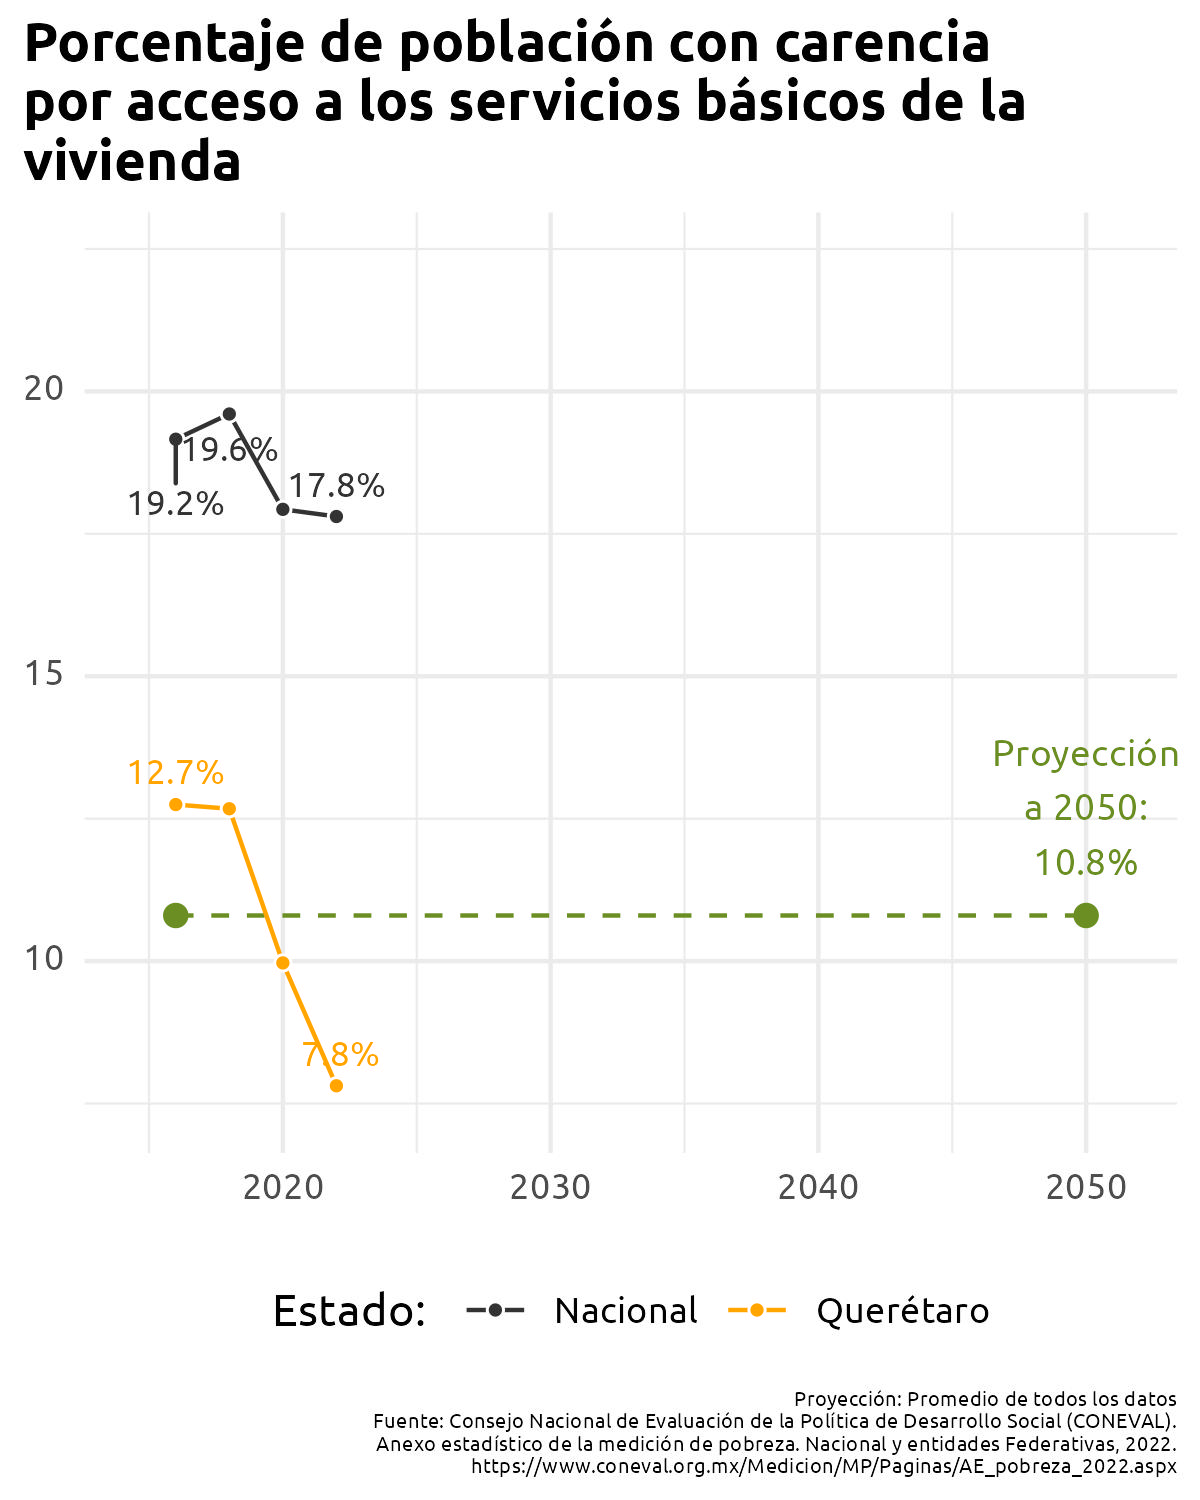 Porcentaje de población con carencia
por acceso a los servicios básicos de la
vivienda
20
19.6%
17.8%
19.2%
15
Proyección
12.7%
a 2050:
10.8%
10
7.8%
2020
2030
2040
2050
Estado:
Nacional
Querétaro
Proyección: Promedio de todos los datos
Fuente: Consejo Nacional de Evaluación de la Política de Desarrollo Social (CONEVAL).
Anexo estadístico de la medición de pobreza. Nacional y entidades Federativas, 2022.
https://www.coneval.org.mx/Medicion/MP/Paginas/AE_pobreza_2022.aspx